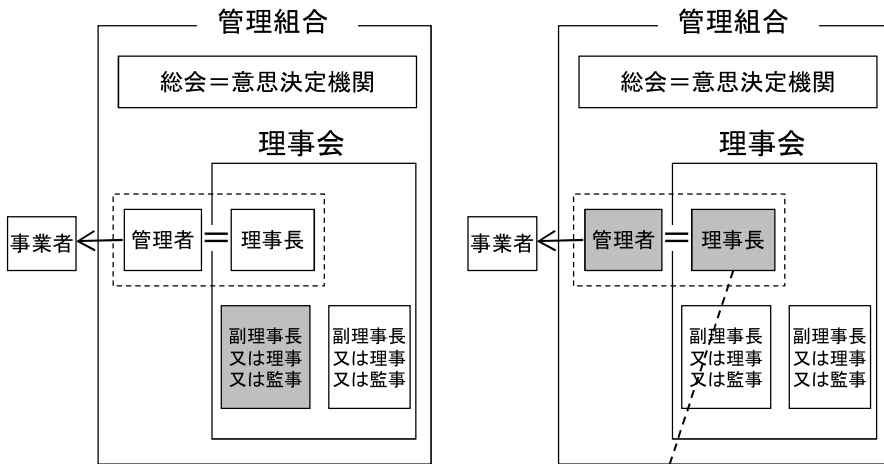 管理組合
総会＝意思決定機関
理事会
事業者
管理者
＝
理事長
副理事長
又は理事
又は監事
副理事長
又は理事
又は監事
管理組合
総会＝意思決定機関
理事会
事業者
管理者
＝
理事長
副理事長
又は理事
又は監事
副理事長
又は理事
又は監事